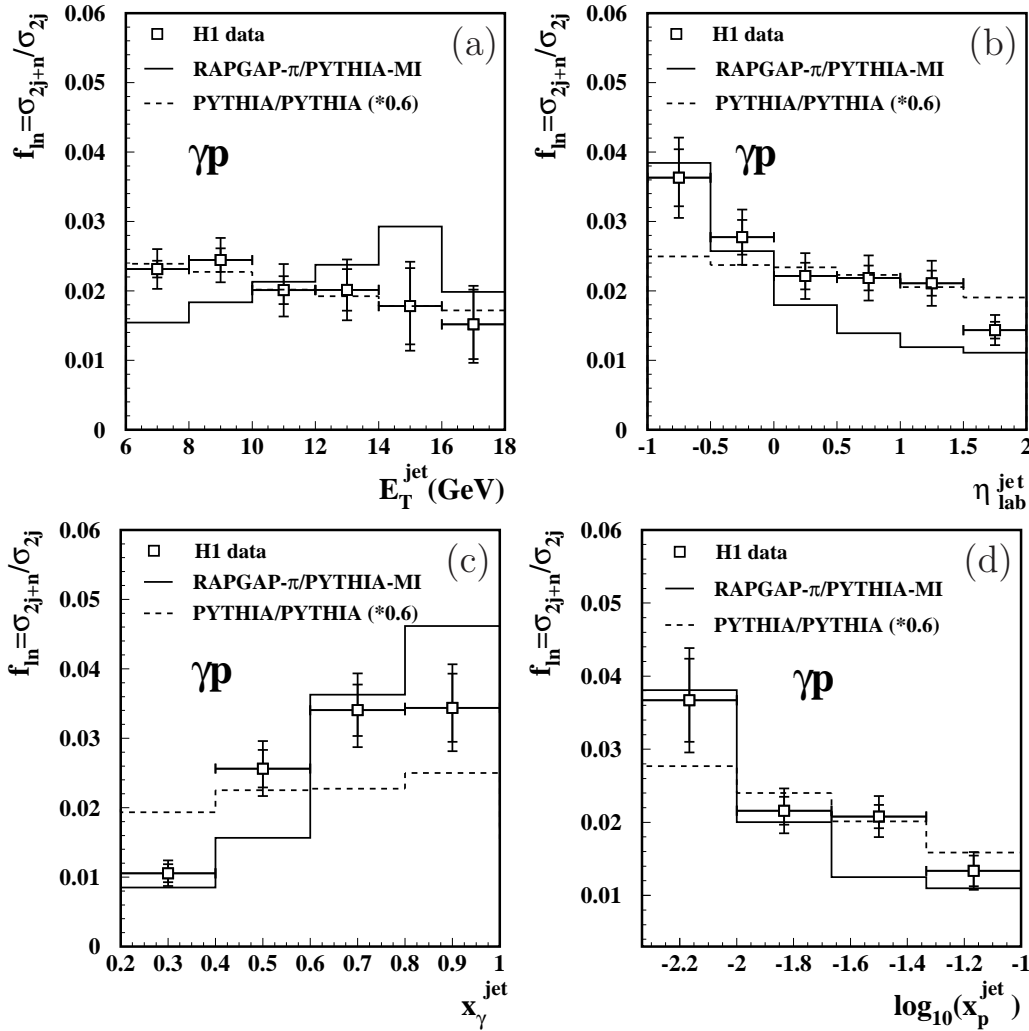 f_ln=σ_2j+n/σ_2j
0.06
0.05
0.04
0.03
0.02
0.01
0
H1 data
(a)
RAPGAP-π/PYTHIA-MI
PYTHIA/PYTHIA (*0.6)
γp
6 8 10 12 14 16 18
E_T^jet(GeV)
f_ln=σ_2j+n/σ_2j
0.06
0.05
0.04
0.03
0.02
0.01
0
H1 data
(b)
RAPGAP-π/PYTHIA-MI
PYTHIA/PYTHIA (*0.6)
γp
-1 -0.5 0 0.5 1 1.5 2
η_lab^jet
f_ln=σ_2j+n/σ_2j
0.06
0.05
0.04
0.03
0.02
0.01
0
H1 data
(c)
RAPGAP-π/PYTHIA-MI
PYTHIA/PYTHIA (*0.6)
γp
0.2 0.3 0.4 0.5 0.6 0.7 0.8 0.9 1
x_γ^jet
f_ln=σ_2j+n/σ_2j
0.06
0.05
0.04
0.03
0.02
0.01
H1 data
(d)
RAPGAP-π/PYTHIA-MI
PYTHIA/PYTHIA (*0.6)
γp
-2.2 -2 -1.8 -1.6 -1.4 -1.2 -1
log_10(x_p^jet)